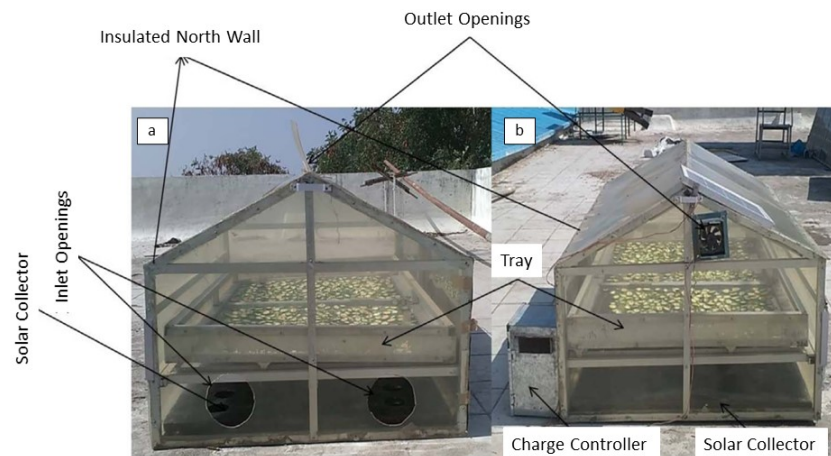 Outlet Openings
Insulated North Wall
a
b
Solar Collector
: Inlet Openings
Tray
Charge Controller
Solar Collector